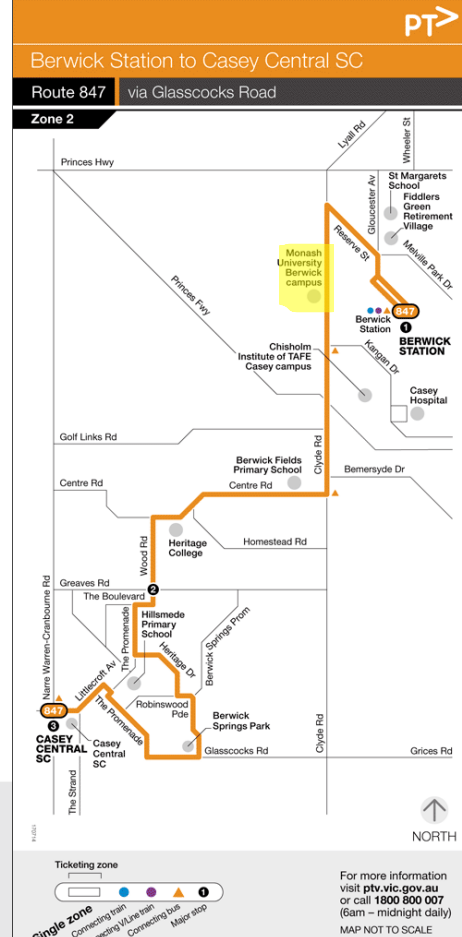 PT>
Berwick Station to Casey Central SC
Route 847 via Glasscocks Road
Zone 2
Lyall Rd
Wheeler St
Princes Hwy
Gloucester Av
St Margarets
School
Fiddlers
Green
Retirement
Village
Reserve St
Melville Park Dr
Monash
University
Berwick
campus
Princes Fwy
847
Berwick
Station
1
BERWICK
STATION
Chisholm
Institute of TAFE
Casey campus
Kangan Dr
Casey
Hospital
Golf Links Rd
Clyde Rd
Berwick Fields
Primary School
Bemersyde Dr
Centre Rd
Centre Rd
Wood Rd
Heritage
College
Homestead Rd
Narre Warren-Cranbourne Rd
Greaves Rd
2
The Boulevard
The Promenade
Hillsmede
Primary
School
Heritage Dr
Berwick Springs Prom
Littlecroft Av
The Promenade
Robinswood
Pde
Berwick
Springs Park
847
3
CASEY
CENTRAL
SC
Casey
Central
SC
Glasscocks Rd
Clyde Rd
Grices Rd
The Strand
NORTH
Ticketing zone
Single zone
Connecting train
Connecting V/Line train
Connecting bus
1
Major stop
For more information
visit ptv.vic.gov.au
or call 1800 800 007
(6am – midnight daily)
MAP NOT TO SCALE